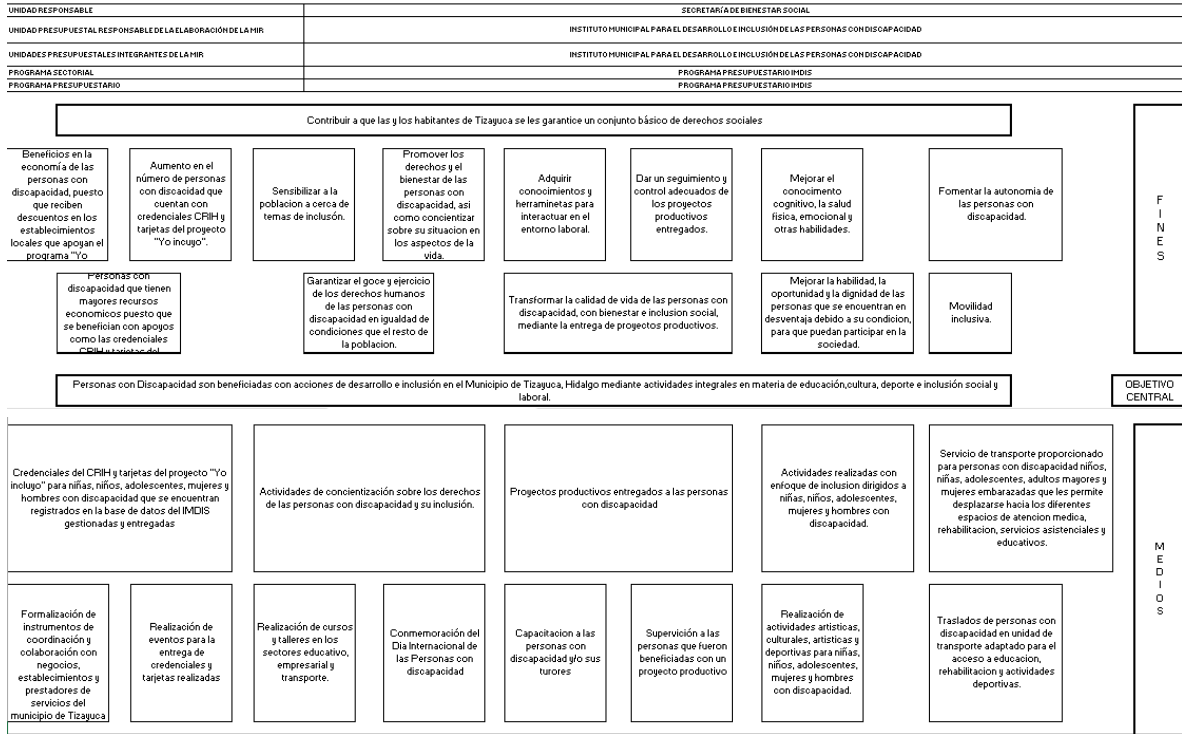 UNIDAD RESPONSABLE
SECRETARÍA DE BIENESTAR SOCIAL
UNIDAD PRESUPUESTAL RESPONSABLE DE LA ELABORACIÓN DE LA MIR
INSTITUTO MUNICIPAL PARA EL DESARROLLO E INCLUSIÓN DE LAS PERSONAS CON DISCAPACIDAD
UNIDADES PRESUPUESTALES INTEGRANTES DE LA MIR
INSTITUTO MUNICIPAL PARA EL DESARROLLO E INCLUSIÓN DE LAS PERSONAS CON DISCAPACIDAD
PROGRAMA SECTORIAL
PROGRAMA PRESUPUESTARIO IMDIS
PROGRAMA PRESUPUESTARIO
PROGRAMA PRESUPUESTARIO IMDIS
Contribuir a que las y los habitantes de Tizayuca se les garantice un conjunto básico de derechos sociales
Beneficios en la
economía de las
personas con
discapacidad, puesto
que reciben
descuentos en los
establecimientos
locales que apoyan el
programa "Yo
Aumento en el
número de personas
con discacidad que
cuentan con
credenciales CRIH y
tarjetas del proyecto
"Yo incuyo".
Sensibilizar a la
poblacion a cerca de
temas de inclusón.
Promover los
derechos y el
bienestar de las
personas con
discapacidad, asi
como concientizar
sobre su situacion en
los aspectos de la
vida.
Adquirir
conocimientos y
herraminetas para
interactuar en el
entorno laboral.
Dar un seguimiento y
control adecuados de
los proyectos
productivos
entregados.
Mejorar el
conocimento
cognitivo, la salud
física, emocional y
otras habilidades.
Fomentar la autonomia de
las personas con
discapacidad.
FINES
Personas con
discapacidad que tienen
mayores recursos
economicos puesto que
se benefician con apoyos
como las credenciales
CRIH y tarjetas del
Garantizar el goce y ejercicio
de los derechos humanos
de las personas con
discapacidad en igualdad de
condiciones que el resto de
la poblacion.
Transformar la calidad de vida de las personas con
discapacidad, con bienestar e inclusion social,
mediante la entrega de proyectos productivos.
Mejorar la habilidad, la
oportunidad y la dignidad de las
personas que se encuentran en
desventaja debido a su condicion,
para que puedan participar en la
sociedad.
Movilidad
inclusiva.
Personas con Discapacidad son beneficiadas con acciones de desarrollo e inclusión en el Municipio de Tizayuca, Hidalgo mediante actividades integrales en materia de educación,cultura, deporte e inclusión social y
laboral.
OBJETIVO
CENTRAL
Credenciales del CRIH y tarjetas del proyecto "Yo
incluyo" para niñas, niños, adolescentes, mujeres y
hombres con discapacidad que se encuentran
registrados en la base de datos del IMDIS
gestionadas y entregadas
Actividades de concientización sobre los derechos
de las personas con discapacidad y su inclusión.
Proyectos productivos entregados a las personas
con discapacidad
Actividades realizadas con
enfoque de inclusion dirigidos a
niñas, niños, adolescentes,
mujeres y hombres con
discapacidad.
Servicio de transporte proporcionado
para personas con discapacidad niños,
niñas, adolescentes, adultos mayores y
mujeres embarazadas que les permite
desplazarse hacia los diferentes
espacios de atencion medica,
rehabilitacion, servicios asistenciales y
educativos.
MEDIOS
Formalización de
instrumentos de
coordinación y
colaboración con
negocios,
establecimientos y
prestadores de
servicios del
municipio de Tizayuca
Realización de
eventos para la
entrega de
credenciales y
tarjetas realizadas
Realización de cursos
y talleres en los
sectores educativo,
empresarial y
transporte.
Conmemoración del
Dia Internacional de
las Personas con
discapacidad
Capacitacion a las
personas con
discapacidad y/o sus
turores
Supervición a las
personas que fueron
beneficiadas con un
proyecto productivo
Realización de
actividades artisticas,
culturales, artisticas y
deportivas para niñas,
niños, adolescentes,
mujeres y hombres
con discapacidad.
Traslados de personas con
discapacidad en unidad de
transporte adaptado para el
acceso a educacion,
rehabilitacion y actividades
deportivas.